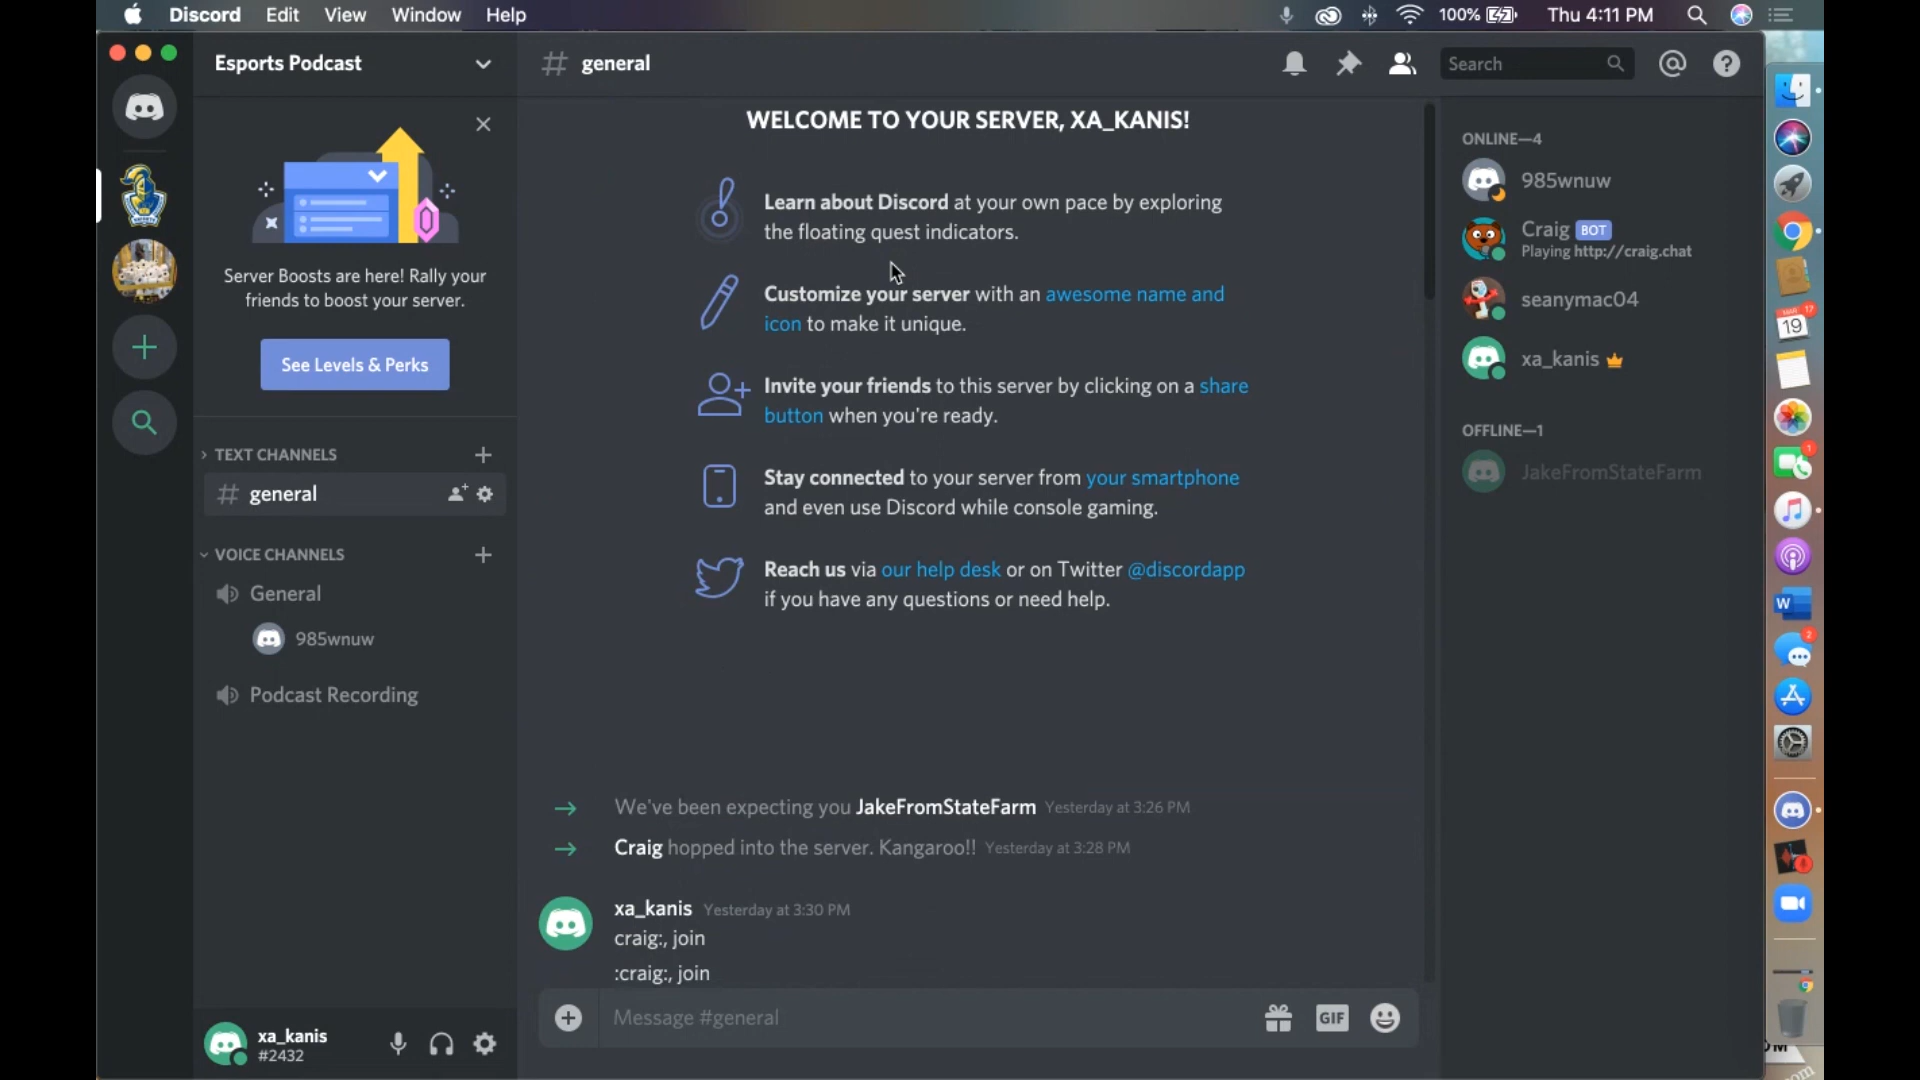 Discord Edit View Window Help
100% Thu 4:11 PM
Esports Podcast
Server Boosts are here! Rally your
friends to boost your server.
See Levels & Perks
TEXT CHANNELS
general
VOICE CHANNELS
General
985wnuw
Podcast Recording
xa_kanis
#2432
# general
Search
WELCOME TO YOUR SERVER, XA_KANIS!
Learn about Discord at your own pace by exploring
the floating quest indicators.
Customize your server with an awesome name and
icon to make it unique.
Invite your friends to this server by clicking on a share
button when you're ready.
Stay connected to your server from your smartphone
and even use Discord while console gaming.
Reach us via our help desk or on Twitter @discordapp
if you have any questions or need help.
We've been expecting you JakeFromStateFarm Yesterday at 3:26 PM
Craig hopped into the server. Kangaroo!! Yesterday at 3:28 PM
xa_kanis Yesterday at 3:30 PM
craig:, join
:craig:, join
Message #general
GIF
ONLINE—4
985wnuw
Craig BOT
Playing http://craig.chat
seanymac04
xa_kanis
OFFLINE—1
JakeFromStateFarm
17
19
1
W
2